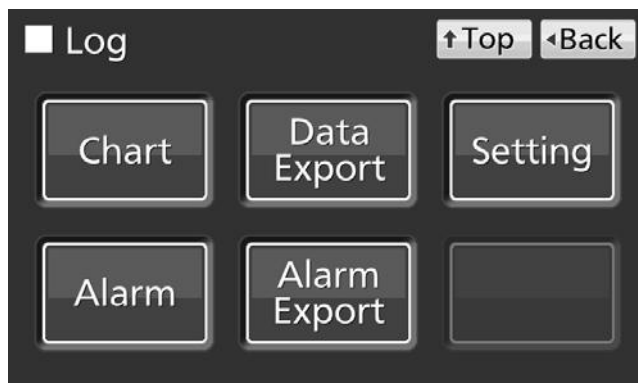 Log
↑Top
◂Back
Chart
Data
Export
Setting
Alarm
Alarm
Export